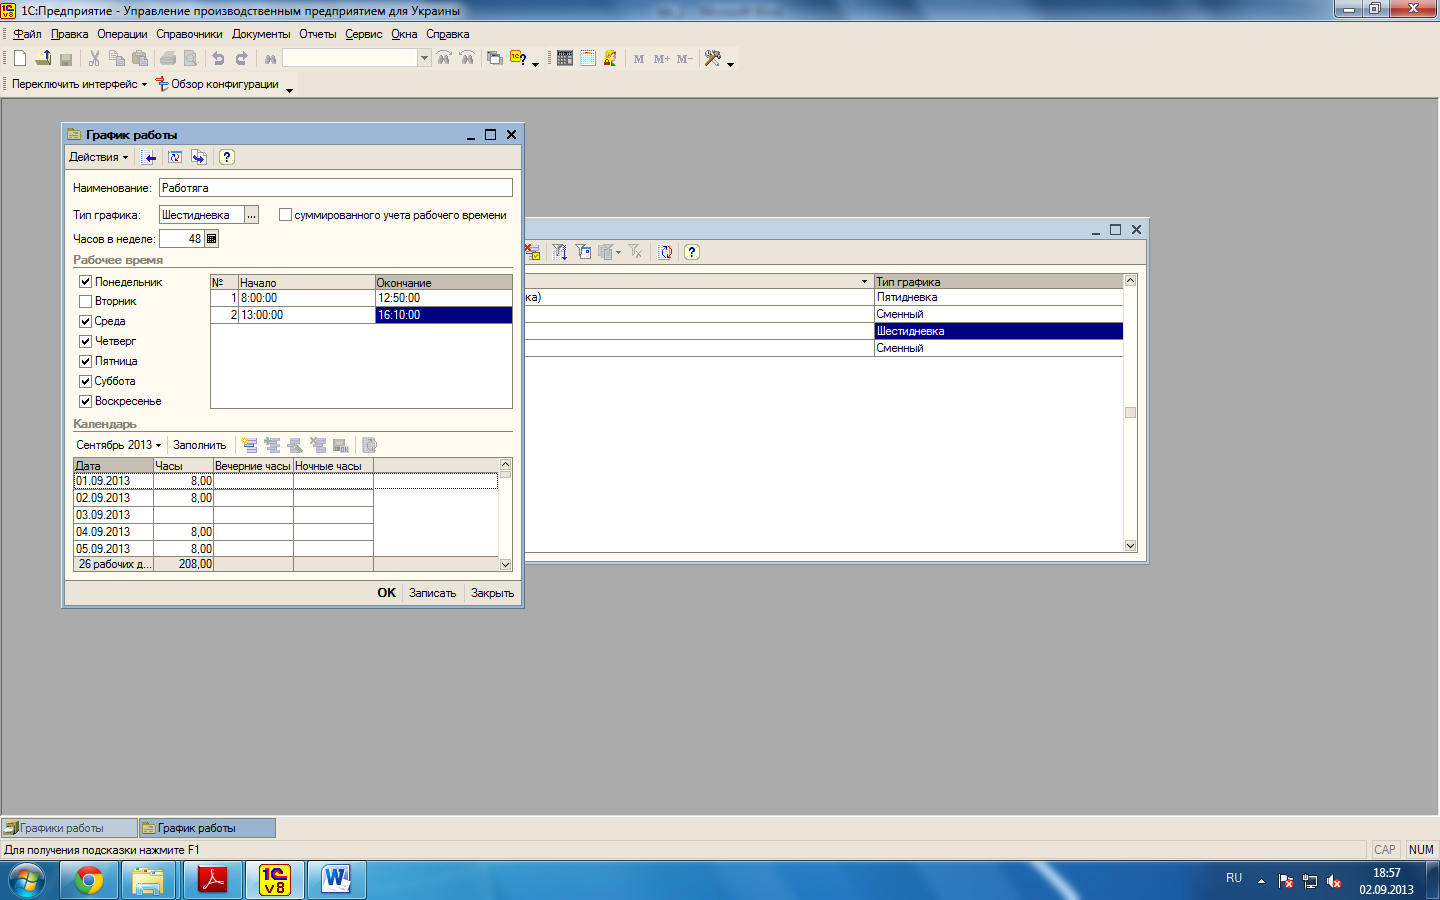 1С:Предприятие - Управление производственным предприятием для Украины
Файл Правка Операции Справочники Документы Отчеты Сервис Окна Справка
M M+ M-
Переключить интерфейс Обзор конфигурации
График работы
Действия
Наименование: Работяга
Тип графика: Шестидневка ... суммированного учета рабочего времени
Часов в неделе: 48
Рабочее время
Понедельник
Вторник
Среда
Четверг
Пятница
Суббота
Воскресенье
№ Начало Окончание
1 8:00:00 12:50:00
2 13:00:00 16:10:00
Календарь
Сентябрь 2013 Заполнить
Дата Часы Вечерние часы Ночные часы
01.09.2013 8,00
02.09.2013 8,00
03.09.2013
04.09.2013 8,00
05.09.2013 8,00
26 рабочих д... 208,00
OK Записать Закрыть
Тип графика
ка) Пятидневка
Сменный
Шестидневка
Сменный
Графики работы График работы
Для получения подсказки нажмите F1 CAP NUM
RU 18:57
02.09.2013